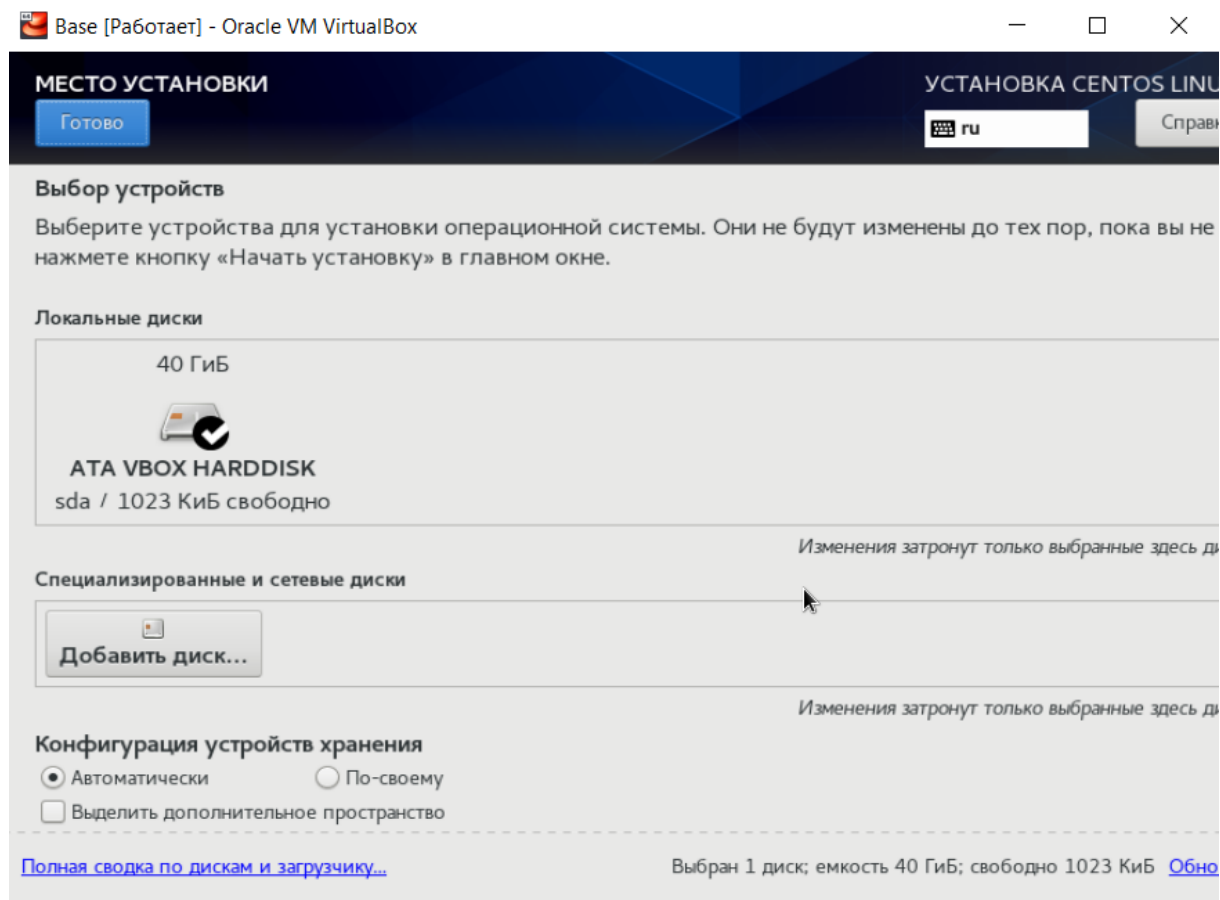 Base [Работает] - Oracle VM VirtualBox
МЕСТО УСТАНОВКИ
УСТАНОВКА CENTOS LINU
Готово
ru
Справк
Выбор устройств
Выберите устройства для установки операционной системы. Они не будут изменены до тех пор, пока вы не
нажмете кнопку «Начать установку» в главном окне.
Локальные диски
40 ГиБ
ATA VBOX HARDDISK
sda / 1023 КиБ свободно
Изменения затронут только выбранные здесь ди
Специализированные и сетевые диски
Добавить диск...
Изменения затронут только выбранные здесь ди
Конфигурация устройств хранения
Автоматически
По-своему
Выделить дополнительное пространство
Полная сводка по дискам и загрузчику...
Выбран 1 диск; емкость 40 ГиБ; свободно 1023 КиБ Обно